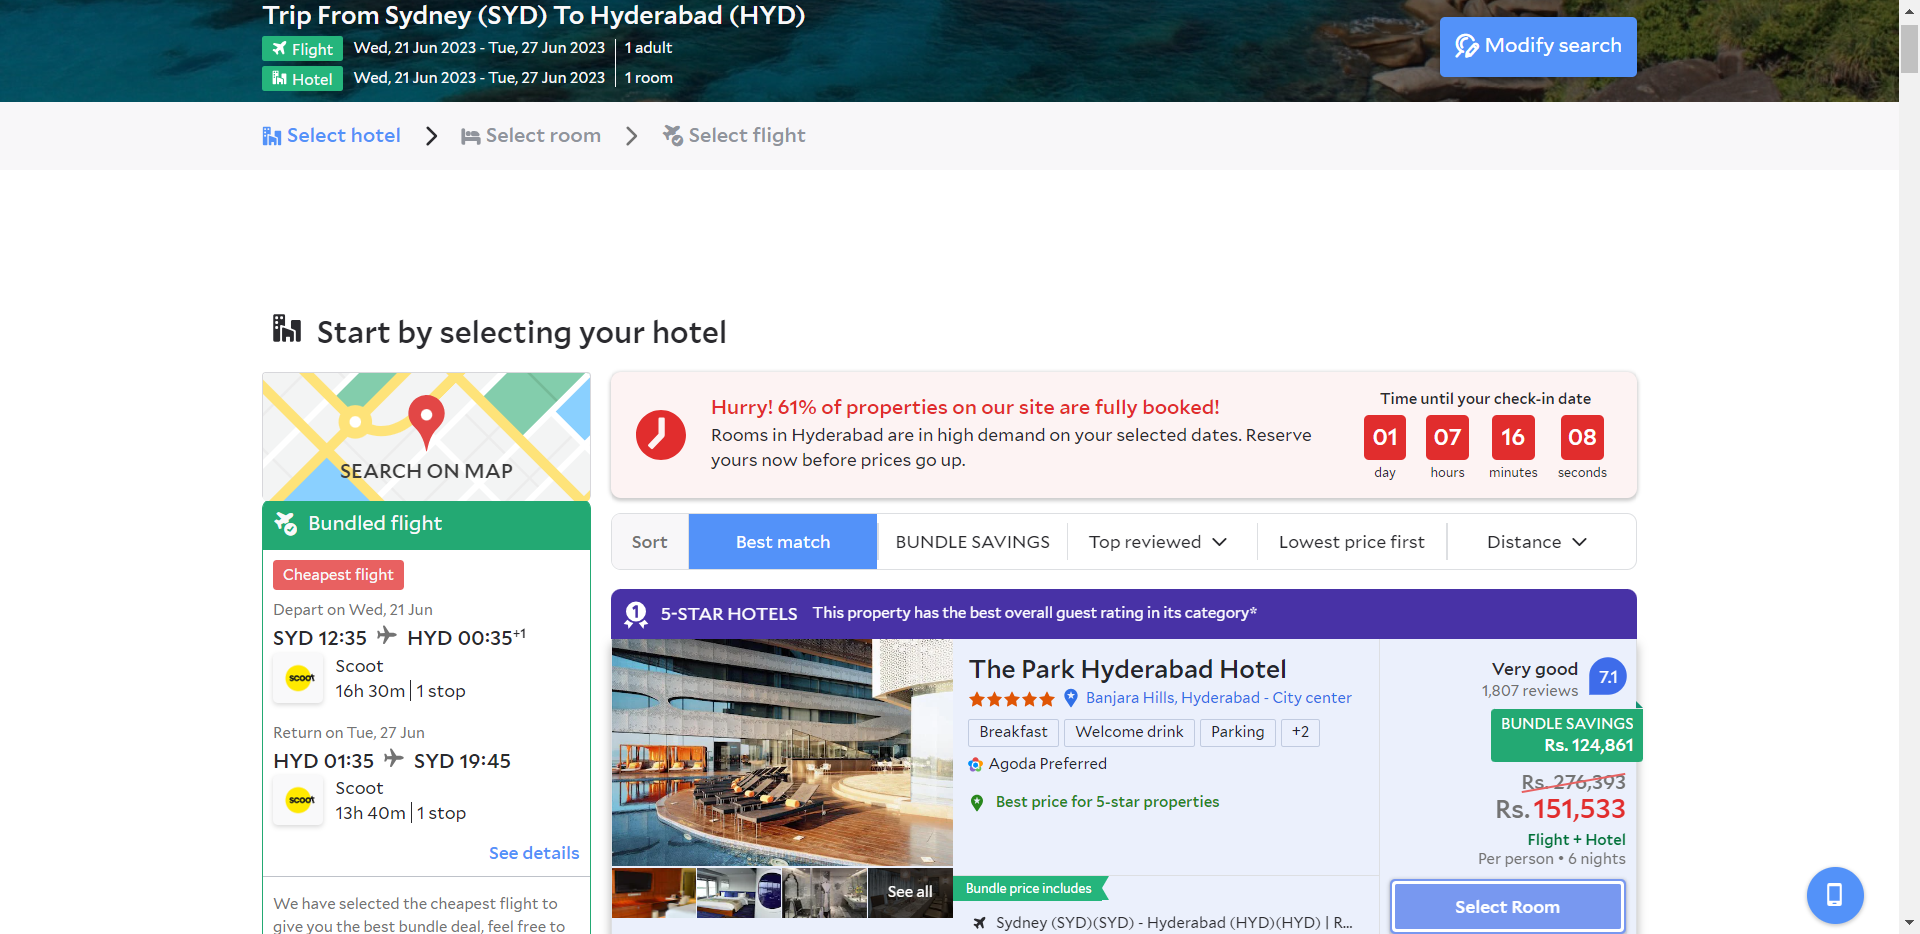 Trip From Sydney (SYD) To Hyderabad (HYD)
Flight Wed, 21 Jun 2023 - Tue, 27 Jun 2023 1 adult
Hotel Wed, 21 Jun 2023 - Tue, 27 Jun 2023 1 room
Modify search
Select hotel Select room Select flight
Start by selecting your hotel
SEARCH ON MAP
Bundled flight
Cheapest flight
Depart on Wed, 21 Jun
SYD 12:35 HYD 00:35+1
scoot
Scoot
16h 30m 1 stop
Return on Tue, 27 Jun
HYD 01:35 SYD 19:45
scoot
Scoot
13h 40m 1 stop
See details
We have selected the cheapest flight to
give you the best bundle deal, feel free to
Hurry! 61% of properties on our site are fully booked!
Rooms in Hyderabad are in high demand on your selected dates. Reserve
yours now before prices go up.
Time until your check-in date
01 07 16 08
day hours minutes seconds
Sort Best match BUNDLE SAVINGS Top reviewed Lowest price first Distance
1 5-STAR HOTELS This property has the best overall guest rating in its category*
The Park Hyderabad Hotel
Banjara Hills, Hyderabad - City center
Breakfast Welcome drink Parking +2
Agoda Preferred
Best price for 5-star properties
See all
Bundle price includes
Sydney (SYD)(SYD) - Hyderabad (HYD)(HYD) | R...
Very good 7.1
1,807 reviews
BUNDLE SAVINGS
Rs. 124,861
Rs. 276,393
Rs. 151,533
Flight + Hotel
Per person • 6 nights
Select Room